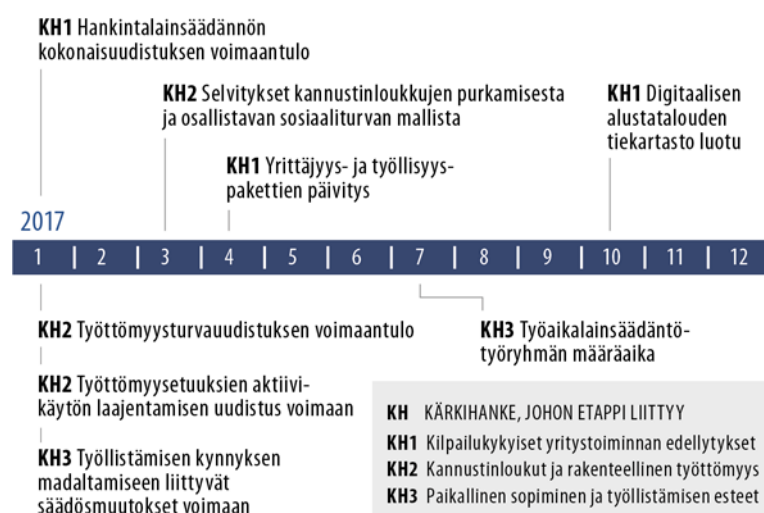 KH1 Hankintalainsäädännön
kokonaisuudistuksen voimaantulo
KH2 Selvitykset kannustinloukkujen purkamisesta
ja osallistavan sosiaaliturvan mallista
KH1 Digitaalisen
alustatalouden
tiekartasto luotu
KH1 Yrittäjyys- ja työllisyys-
pakettien päivitys
2017
1 | 2 | 3 | 4 | 5 | 6 | 7 | 8 | 9 | 10 | 11 | 12
KH2 Työttömyysturvauudistuksen voimaantulo
KH2 Työttömyysetuuksien aktiivi-
käytön laajentamisen uudistus voimaan
KH3 Työllistämisen kynnyksen
madaltamiseen liittyvät
säädösmuutokset voimaan
KH3 Työaikalainsäädäntö-
työryhmän määräaika
KH KÄRKIHANKE, JOHON ETAPPI LIITTYY
KH1 Kilpailukykyiset yritystoiminnan edellytykset
KH2 Kannustinloukut ja rakenteellinen työttömyys
KH3 Paikallinen sopiminen ja työllistämisen esteet